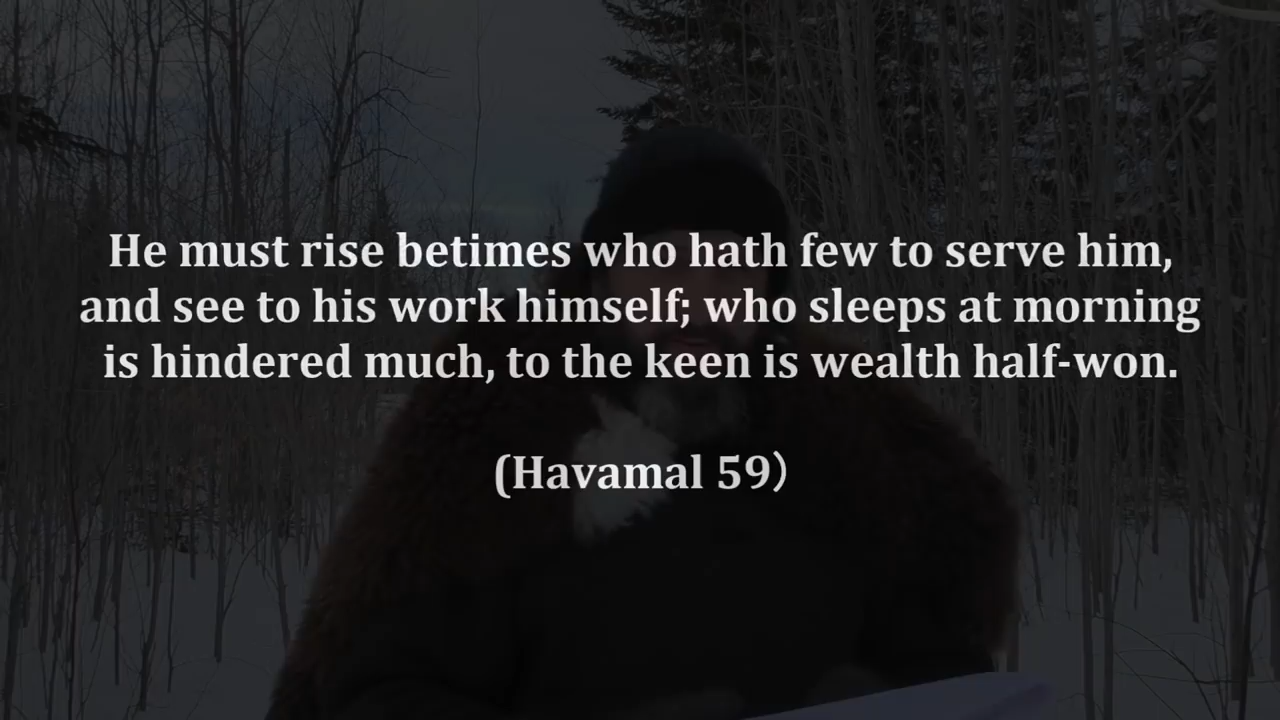 He must rise betimes who hath few to serve him,
and see to his work himself; who sleeps at morning
is hindered much, to the keen is wealth half-won.
(Havamal 59)